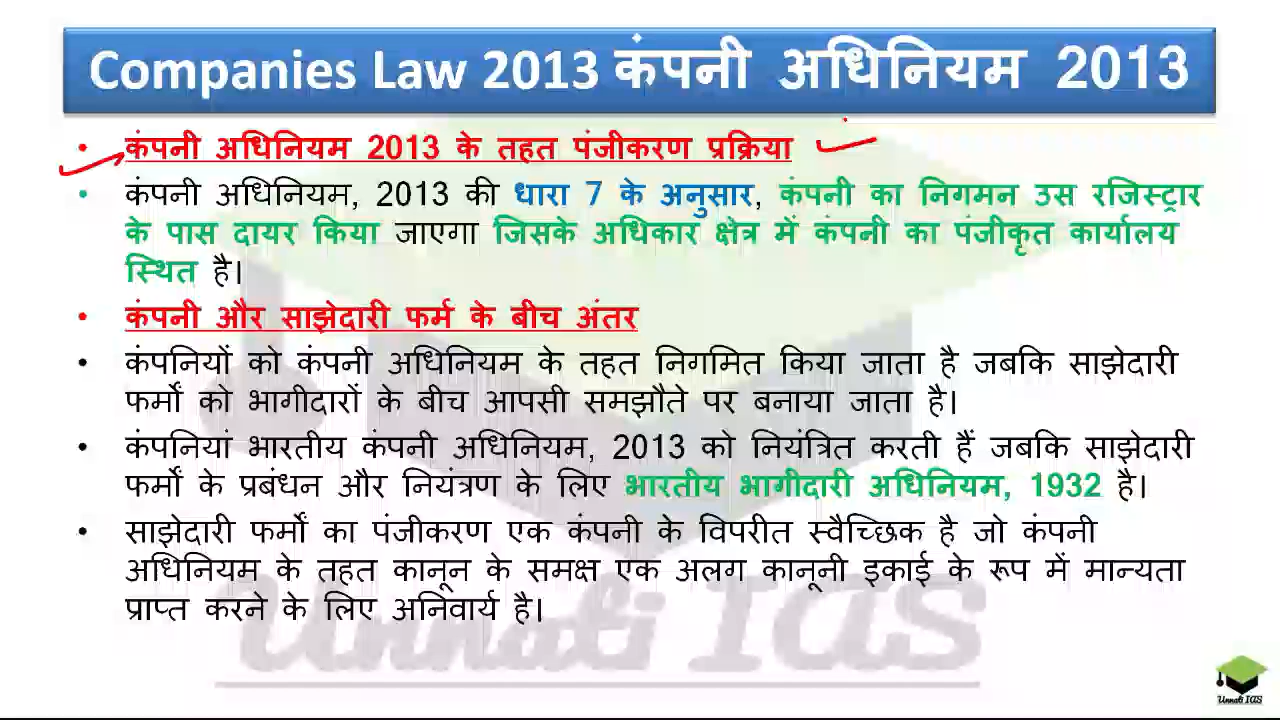 Companies Law 2013 कंपनी अधिनियम 2013
• कंपनी अधिनियम 2013 के तहत पंजीकरण प्रक्रिया
• कंपनी अधिनियम, 2013 की धारा 7 के अनुसार, कंपनी का निगमन उस रजिस्ट्रार
के पास दायर किया जाएगा जिसके अधिकार क्षेत्र में कंपनी का पंजीकृत कार्यालय
स्थित है।
• कंपनी और साझेदारी फर्म के बीच अंतर
• कंपनियों को कंपनी अधिनियम के तहत निगमित किया जाता है जबकि साझेदारी
फर्मों को भागीदारों के बीच आपसी समझौते पर बनाया जाता है।
• कंपनियां भारतीय कंपनी अधिनियम, 2013 को नियंत्रित करती हैं जबकि साझेदारी
फर्मों के प्रबंधन और नियंत्रण के लिए भारतीय भागीदारी अधिनियम, 1932 है।
• साझेदारी फर्मों का पंजीकरण एक कंपनी के विपरीत स्वैच्छिक है जो कंपनी
अधिनियम के तहत कानून के समक्ष एक अलग कानूनी इकाई के रूप में मान्यता
प्राप्त करने के लिए अनिवार्य है।
Unnati IAS
Unnati IAS